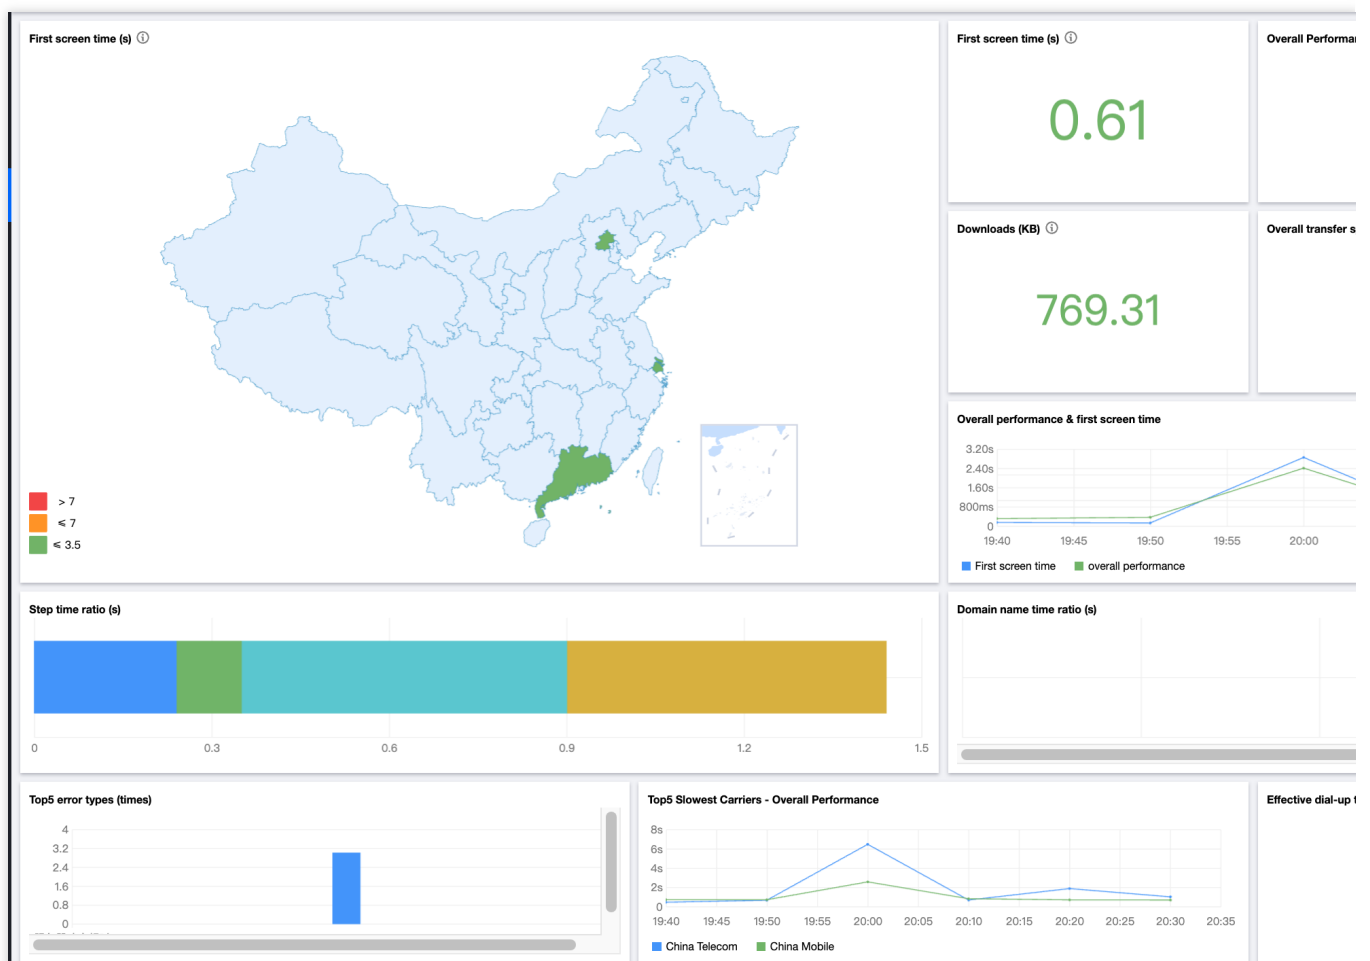 First screen time (s)
> 7
≤ 7
≤ 3.5
First screen time (s)
0.61
Overall Performan
Downloads (KB)
769.31
Overall transfer s
Overall performance & first screen time
3.20s
2.40s
1.60s
800ms
0
19:40 19:45 19:50 19:55 20:00
First screen time overall performance
Step time ratio (s)
0 0.3 0.6 0.9 1.2 1.5
Domain name time ratio (s)
Top5 error types (times)
4
3.2
2.4
1.6
0.8
0
Top5 Slowest Carriers - Overall Performance
8s
6s
4s
2s
0
19:40 19:45 19:50 19:55 20:00 20:05 20:10 20:15 20:20 20:25 20:30 20:35
China Telecom China Mobile
Effective dial-up t